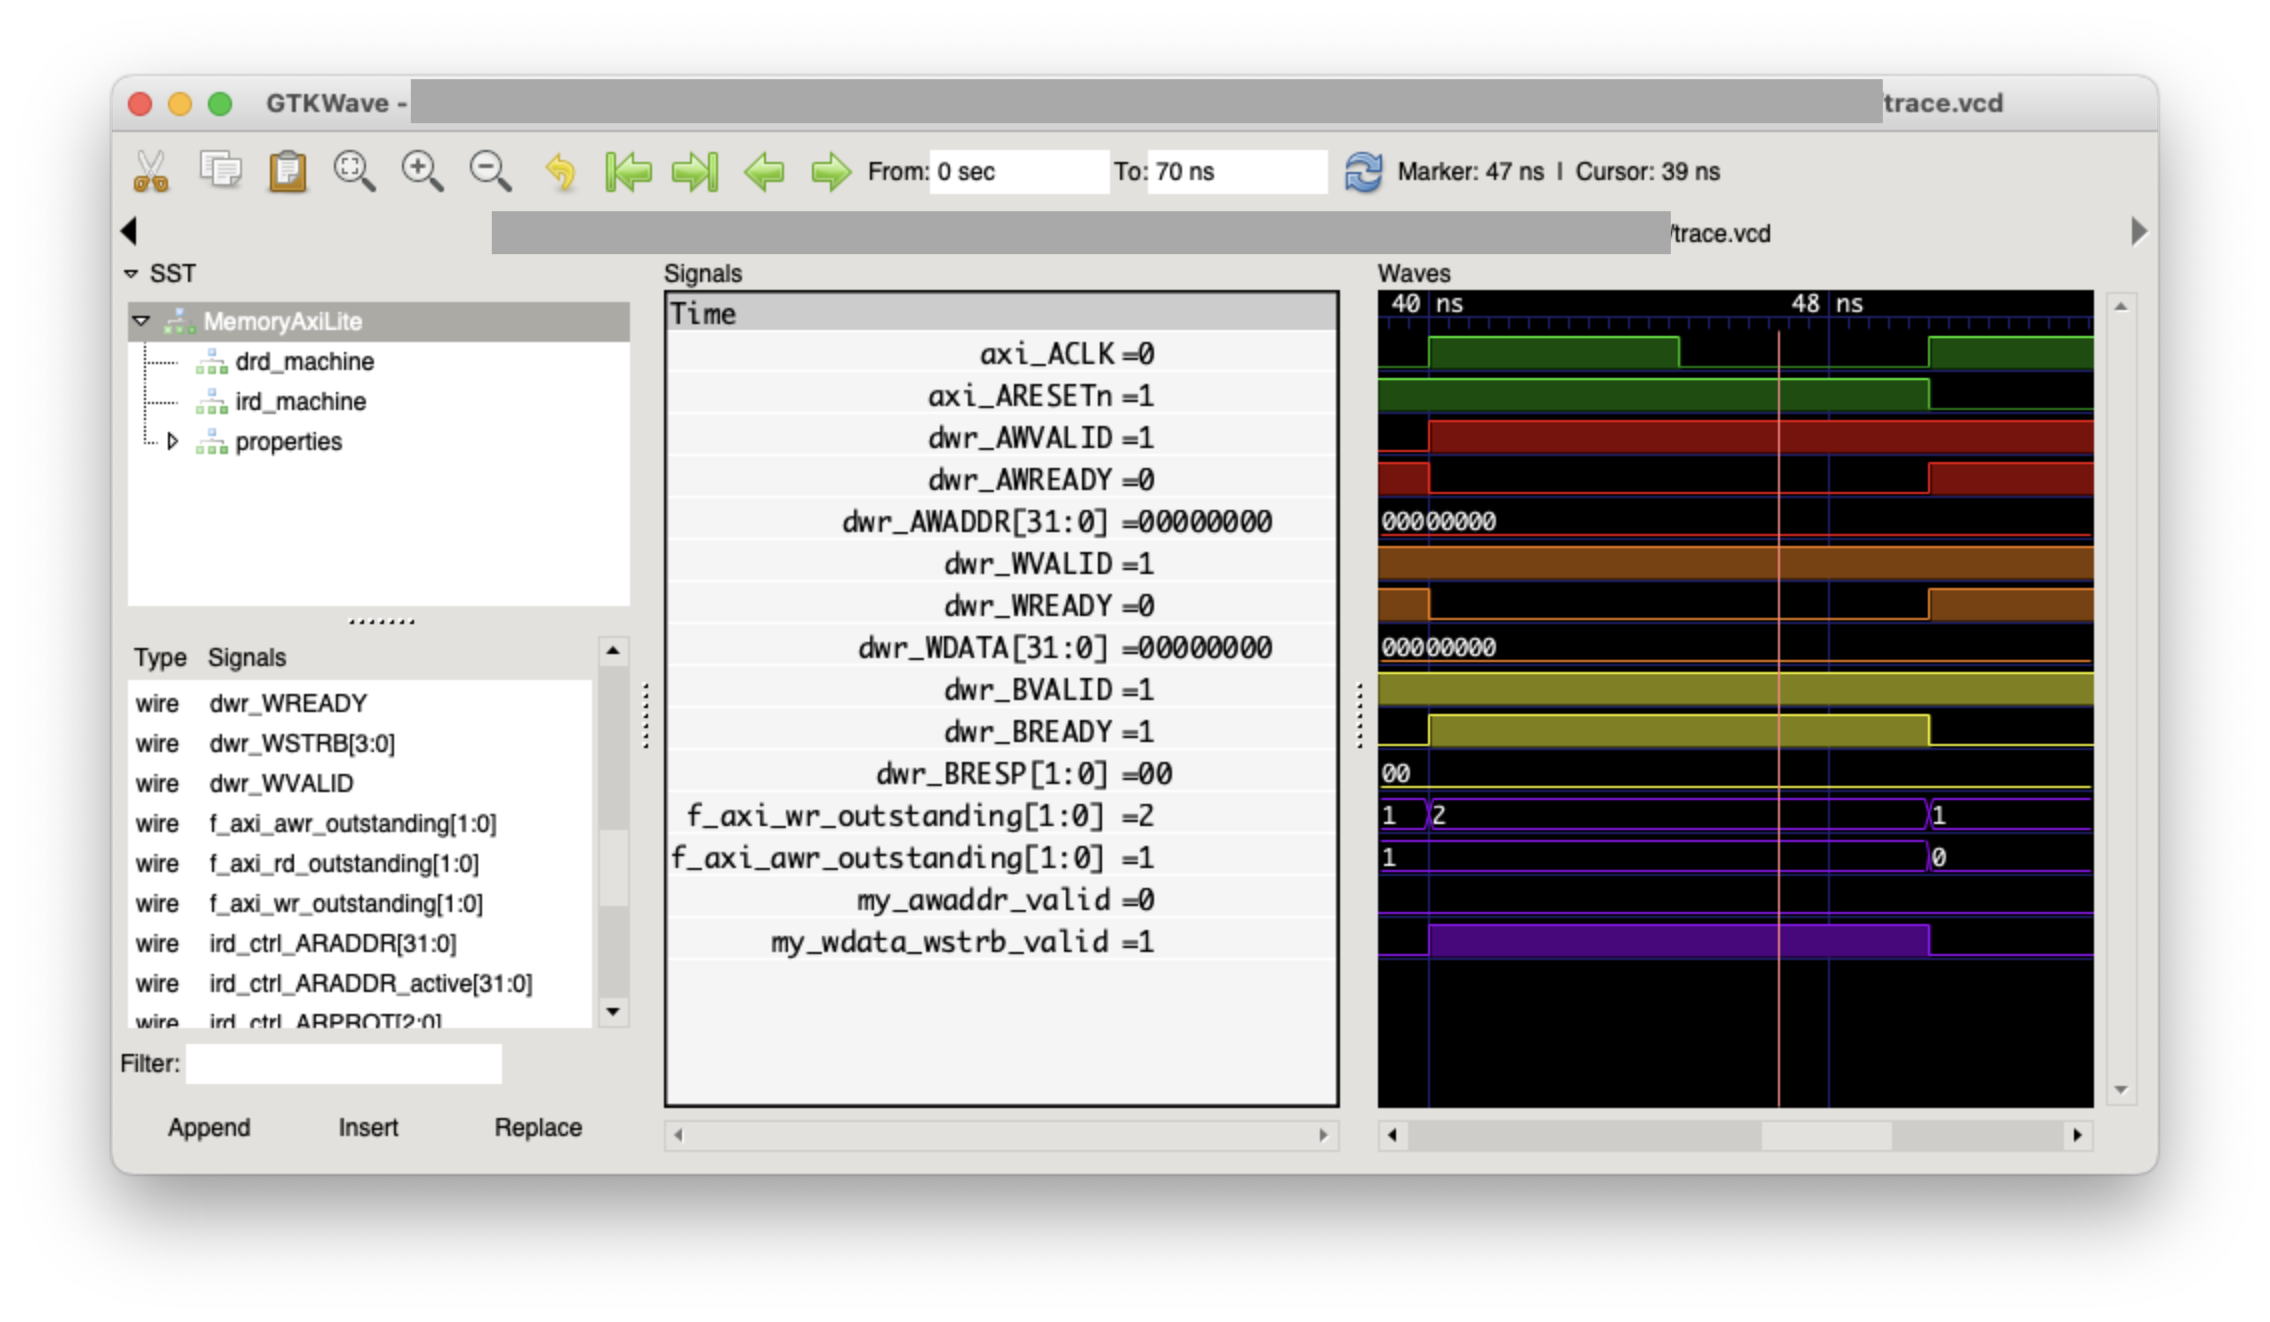 GTKWave - /trace.vcd
From: 0 sec To: 70 ns Marker: 47 ns | Cursor: 39 ns
/trace.vcd
SST
MemoryAxiLite
drd_machine
ird_machine
properties
Type Signals
wire dwr_WREADY
wire dwr_WSTRB[3:0]
wire dwr_WVALID
wire f_axi_awr_outstanding[1:0]
wire f_axi_rd_outstanding[1:0]
wire f_axi_wr_outstanding[1:0]
wire ird_ctrl_ARADDR[31:0]
wire ird_ctrl_ARADDR_active[31:0]
wire ird_ctrl_ARPROT[2:0]
Filter:
Append Insert Replace
Signals
Time
axi_ACLK =0
axi_ARESETn =1
dwr_AWVALID =1
dwr_AWREADY =0
dwr_AWADDR[31:0] =00000000
dwr_WVALID =1
dwr_WREADY =0
dwr_WDATA[31:0] =00000000
dwr_BVALID =1
dwr_BREADY =1
dwr_BRESP[1:0] =00
f_axi_wr_outstanding[1:0] =2
f_axi_awr_outstanding[1:0] =1
my_awaddr_valid =0
my_wdata_wstrb_valid =1
Waves
40 ns 48 ns
00000000
00000000
00
1 2 1
1 0